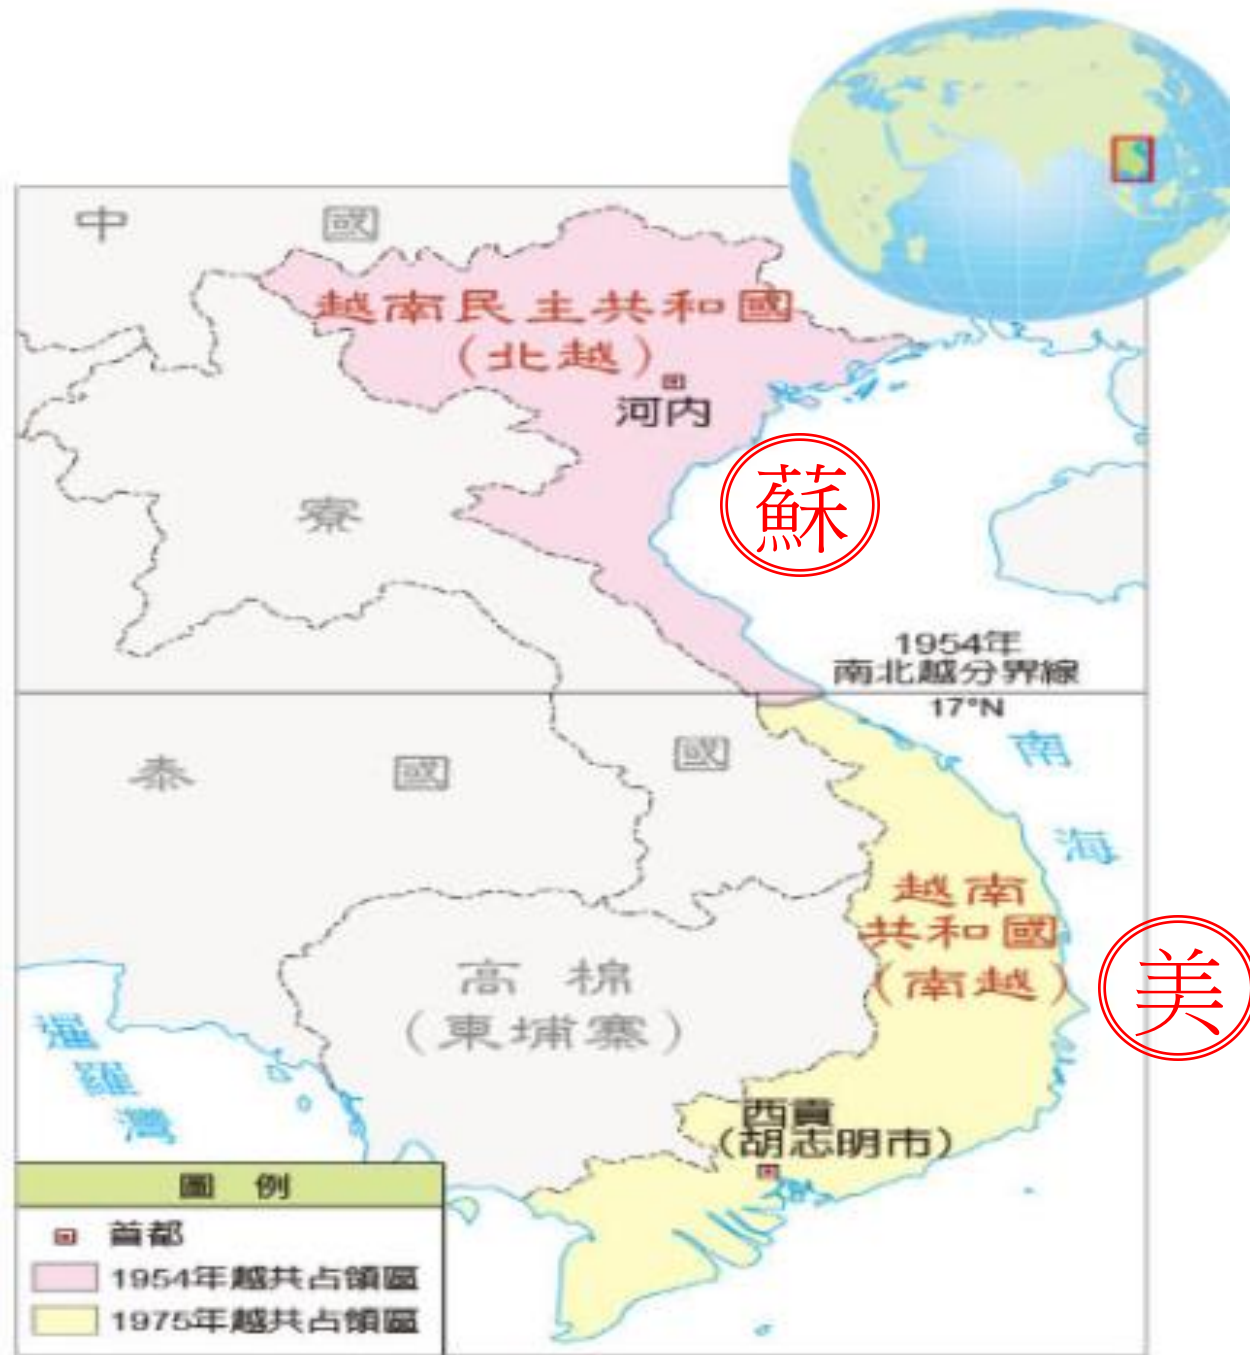 中國
越南民主共和國
(北越)
河內
蘇
寮國
1954年
南北越分界線
17°N
南海
泰國
越南
共和國
(南越)
美
高棉
(東埔寨)
暹羅灣
西貢
(胡志明市)
圖例
首都
1954年越共占領區
1975年越共占領區